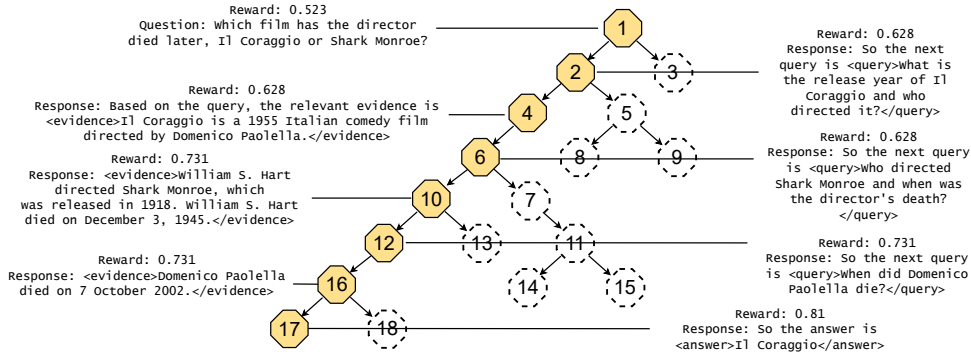 Reward: 0.523
Question: Which film has the director
died later, Il Coraggio or Shark Monroe?
1
Reward: 0.628
Response: So the next
query is <query>What is
the release year of Il
Coraggio and who
directed it?</query>
2
3
Reward: 0.628
Response: Based on the query, the relevant evidence is
<evidence>Il Coraggio is a 1955 Italian comedy film
directed by Domenico Paolella.</evidence>
4
5
Reward: 0.628
Response: So the next query
is <query>Who directed
Shark Monroe and when was
the director's death?
</query>
6
8
9
Reward: 0.731
Response: <evidence>William S. Hart
directed Shark Monroe, which
was released in 1918. William S. Hart
died on December 3, 1945.</evidence>
10
7
12
13
11
Reward: 0.731
Response: So the next query
is <query>When did Domenico
Paolella die?</query>
Reward: 0.731
Response: <evidence>Domenico Paolella
died on 7 October 2002.</evidence>
16
14
15
17
18
Reward: 0.81
Response: So the answer is
<answer>Il Coraggio</answer>